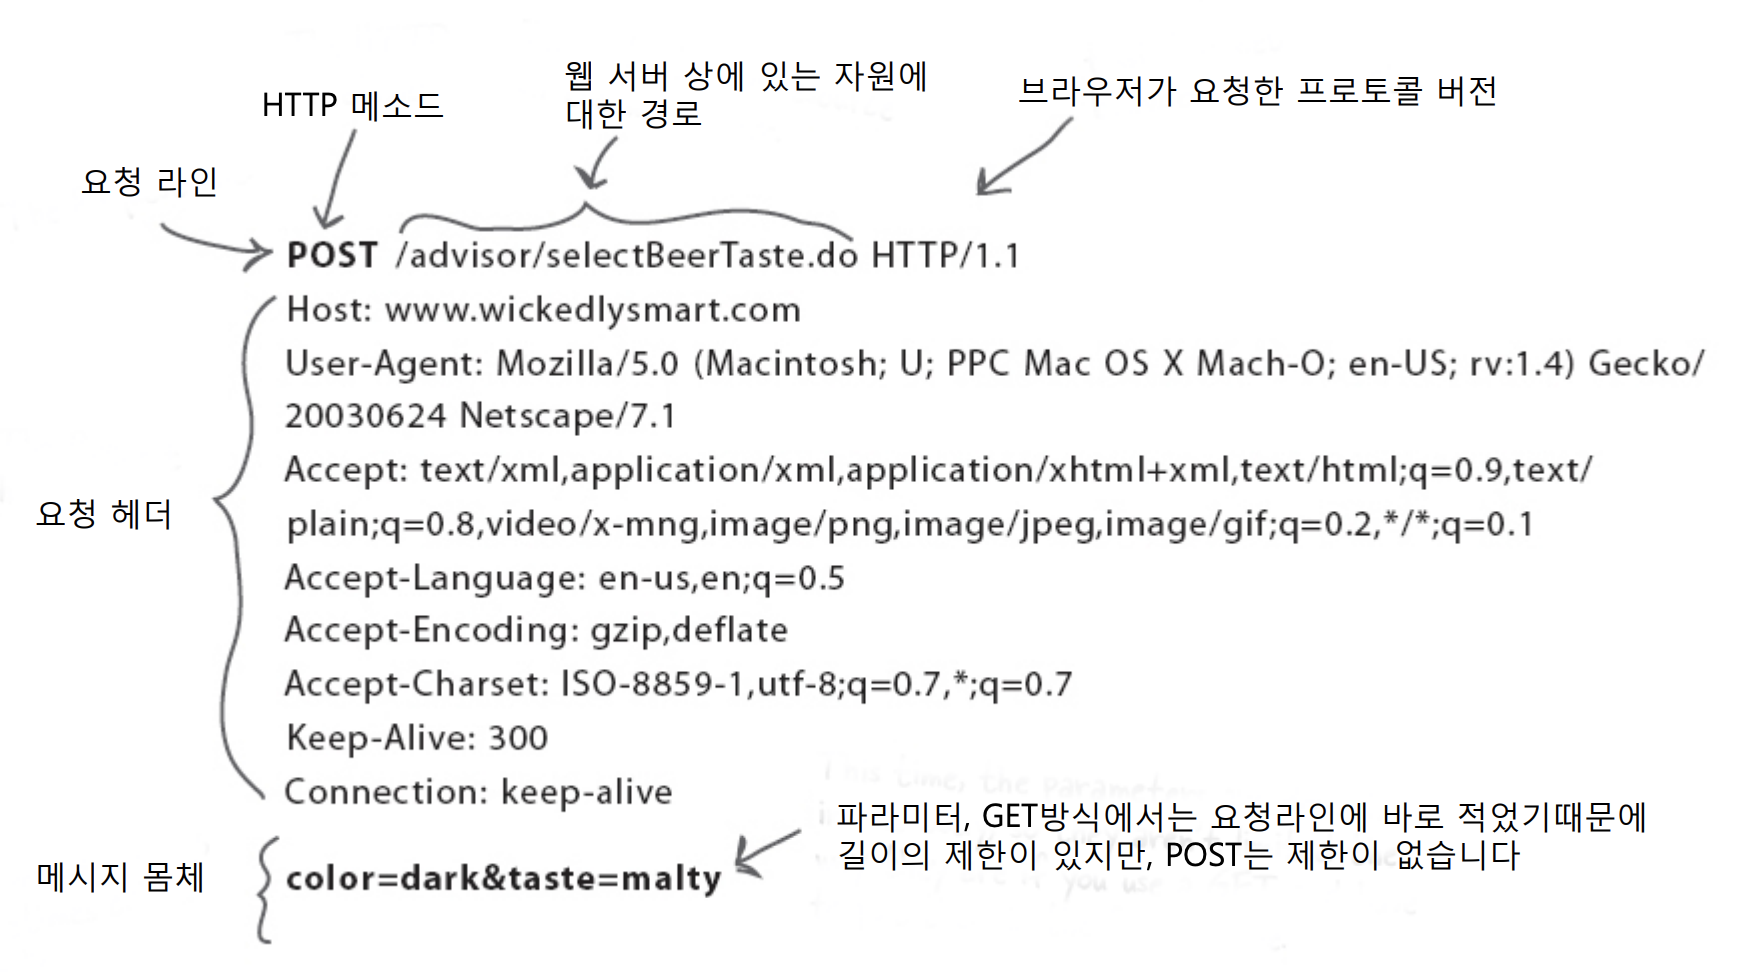 웹 서버 상에 있는 자원에
대한 경로
HTTP 메소드
브라우저가 요청한 프로토콜 버전
요청 라인
POST /advisor/selectBeerTaste.do HTTP/1.1
Host: www.wickedlysmart.com
User-Agent: Mozilla/5.0 (Macintosh; U; PPC Mac OS X Mach-O; en-US; rv:1.4) Gecko/
20030624 Netscape/7.1
Accept: text/xml,application/xml,application/xhtml+xml,text/html;q=0.9,text/
plain;q=0.8,video/x-mng,image/png,image/jpeg,image/gif;q=0.2,*/*;q=0.1
요청 헤더
Accept-Language: en-us,en;q=0.5
Accept-Encoding: gzip,deflate
Accept-Charset: ISO-8859-1,utf-8;q=0.7,*;q=0.7
Keep-Alive: 300
Connection: keep-alive
This time, the
파라미터, GET방식에서는 요청라인에 바로 적었기때문에
길이의 제한이 있지만, POST는 제한이 없습니다
you use
메시지 몸체
color=dark&taste=malty